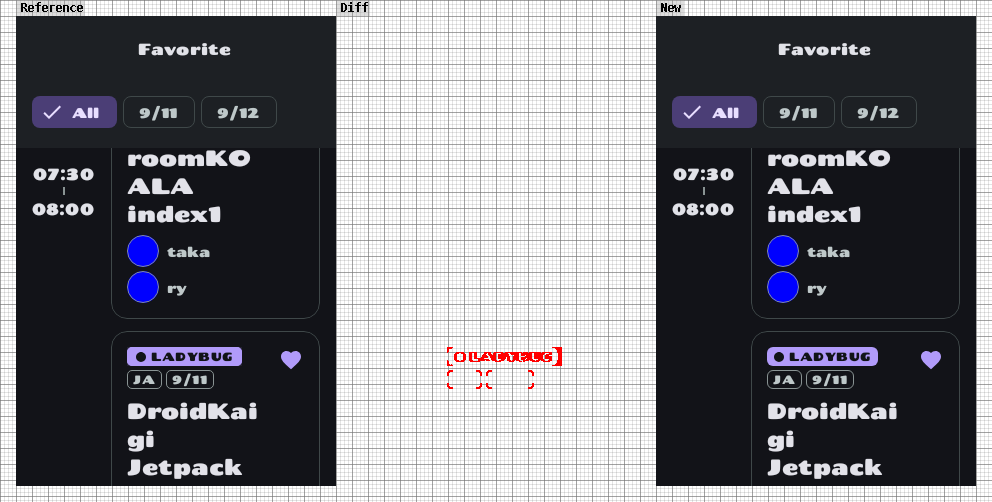 Reference
Diff
New
Favorite
All 9/11 9/12
07:30
08:00
roomKO
ALA
index1
taka
ry
LADYBUG
JA 9/11
DroidKai
gi
Jetpack
LADYBUG
Favorite
All 9/11 9/12
07:30
08:00
roomKO
ALA
index1
taka
ry
LADYBUG
JA 9/11
DroidKai
gi
Jetpack